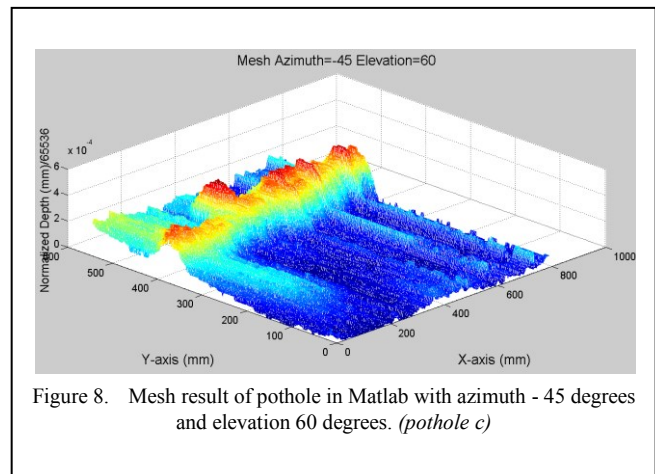 Mesh Azimuth=-45 Elevation=60
x 10⁻⁴
Normalized Depth (mm)/65536
6
4
2
0
600
500
400
300
200
100
0
0
200
400
600
800
1000
Y-axis (mm)
X-axis (mm)
Figure 8. Mesh result of pothole in Matlab with azimuth - 45 degrees
and elevation 60 degrees. (pothole c)